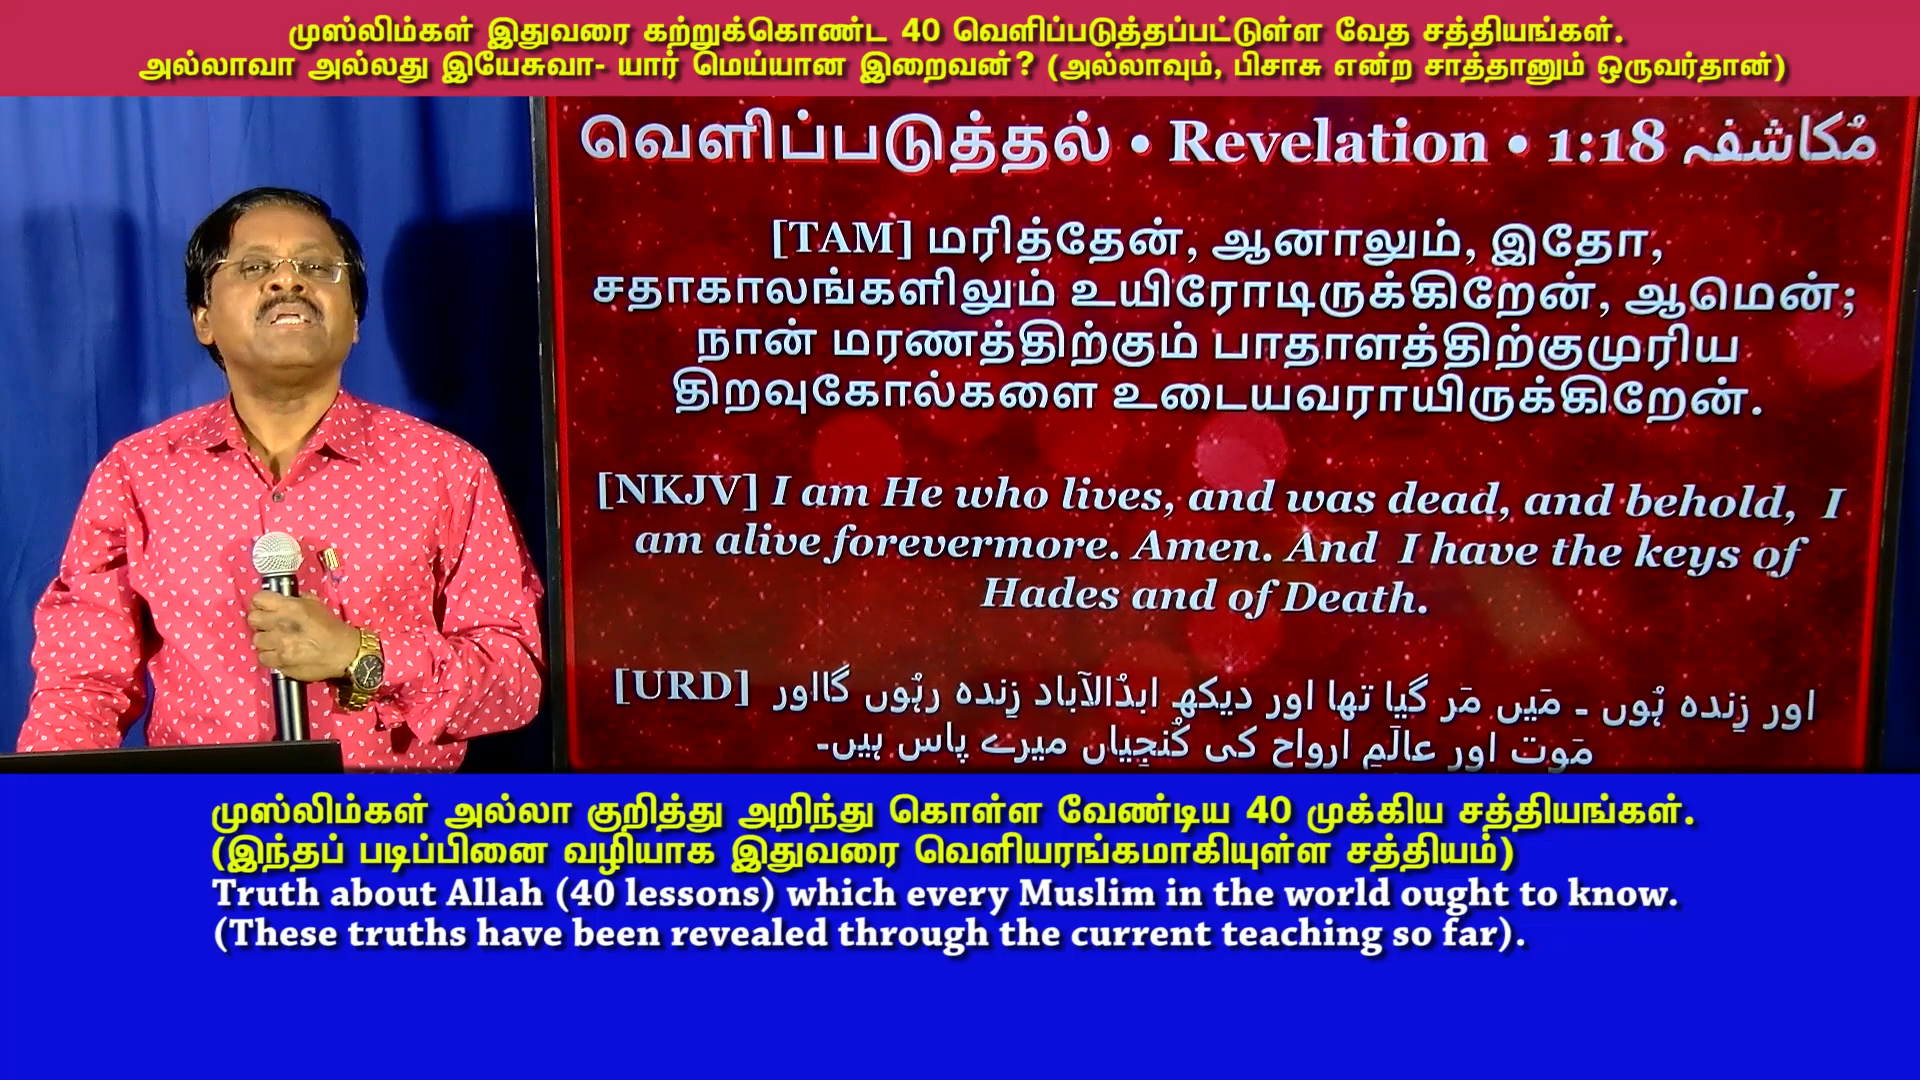 முஸ்லிம்கள் இதுவரை கற்றுக்கொண்ட 40 வெளிப்படுத்தப்பட்டுள்ள வேத சத்தியங்கள்.
அல்லாவா அல்லது இயேசுவா- யார் மெய்யான இறைவன்? (அல்லாவும், பிசாசு என்ற சாத்தானும் ஒருவர்தான்)
வெளிப்படுத்தல் • Revelation • 1:18 مُکاشفہ
[TAM] மரித்தேன், ஆனாலும், இதோ,
சதாகாலங்களிலும் உயிரோடிருக்கிறேன், ஆமென்;
நான் மரணத்திற்கும் பாதாளத்திற்குமுரிய
திறவுகோல்களை உடையவராயிருக்கிறேன்.
[NKJV] I am He who lives, and was dead, and behold, I
am alive forevermore. Amen. And I have the keys of
Hades and of Death.
[URD] اور زِندہ ہُوں ۔ مَیں مَر گیا تھا اور دیکھ ابدُالآباد زِندہ رہُوں گااور
مَوت اور عالَمِ ارواح کی کُنجیاں میرے پاس ہیں۔
முஸ்லிம்கள் அல்லா குறித்து அறிந்து கொள்ள வேண்டிய 40 முக்கிய சத்தியங்கள்.
(இந்தப் படிப்பினை வழியாக இதுவரை வெளியரங்கமாகியுள்ள சத்தியம்)
Truth about Allah (40 lessons) which every Muslim in the world ought to know.
(These truths have been revealed through the current teaching so far).